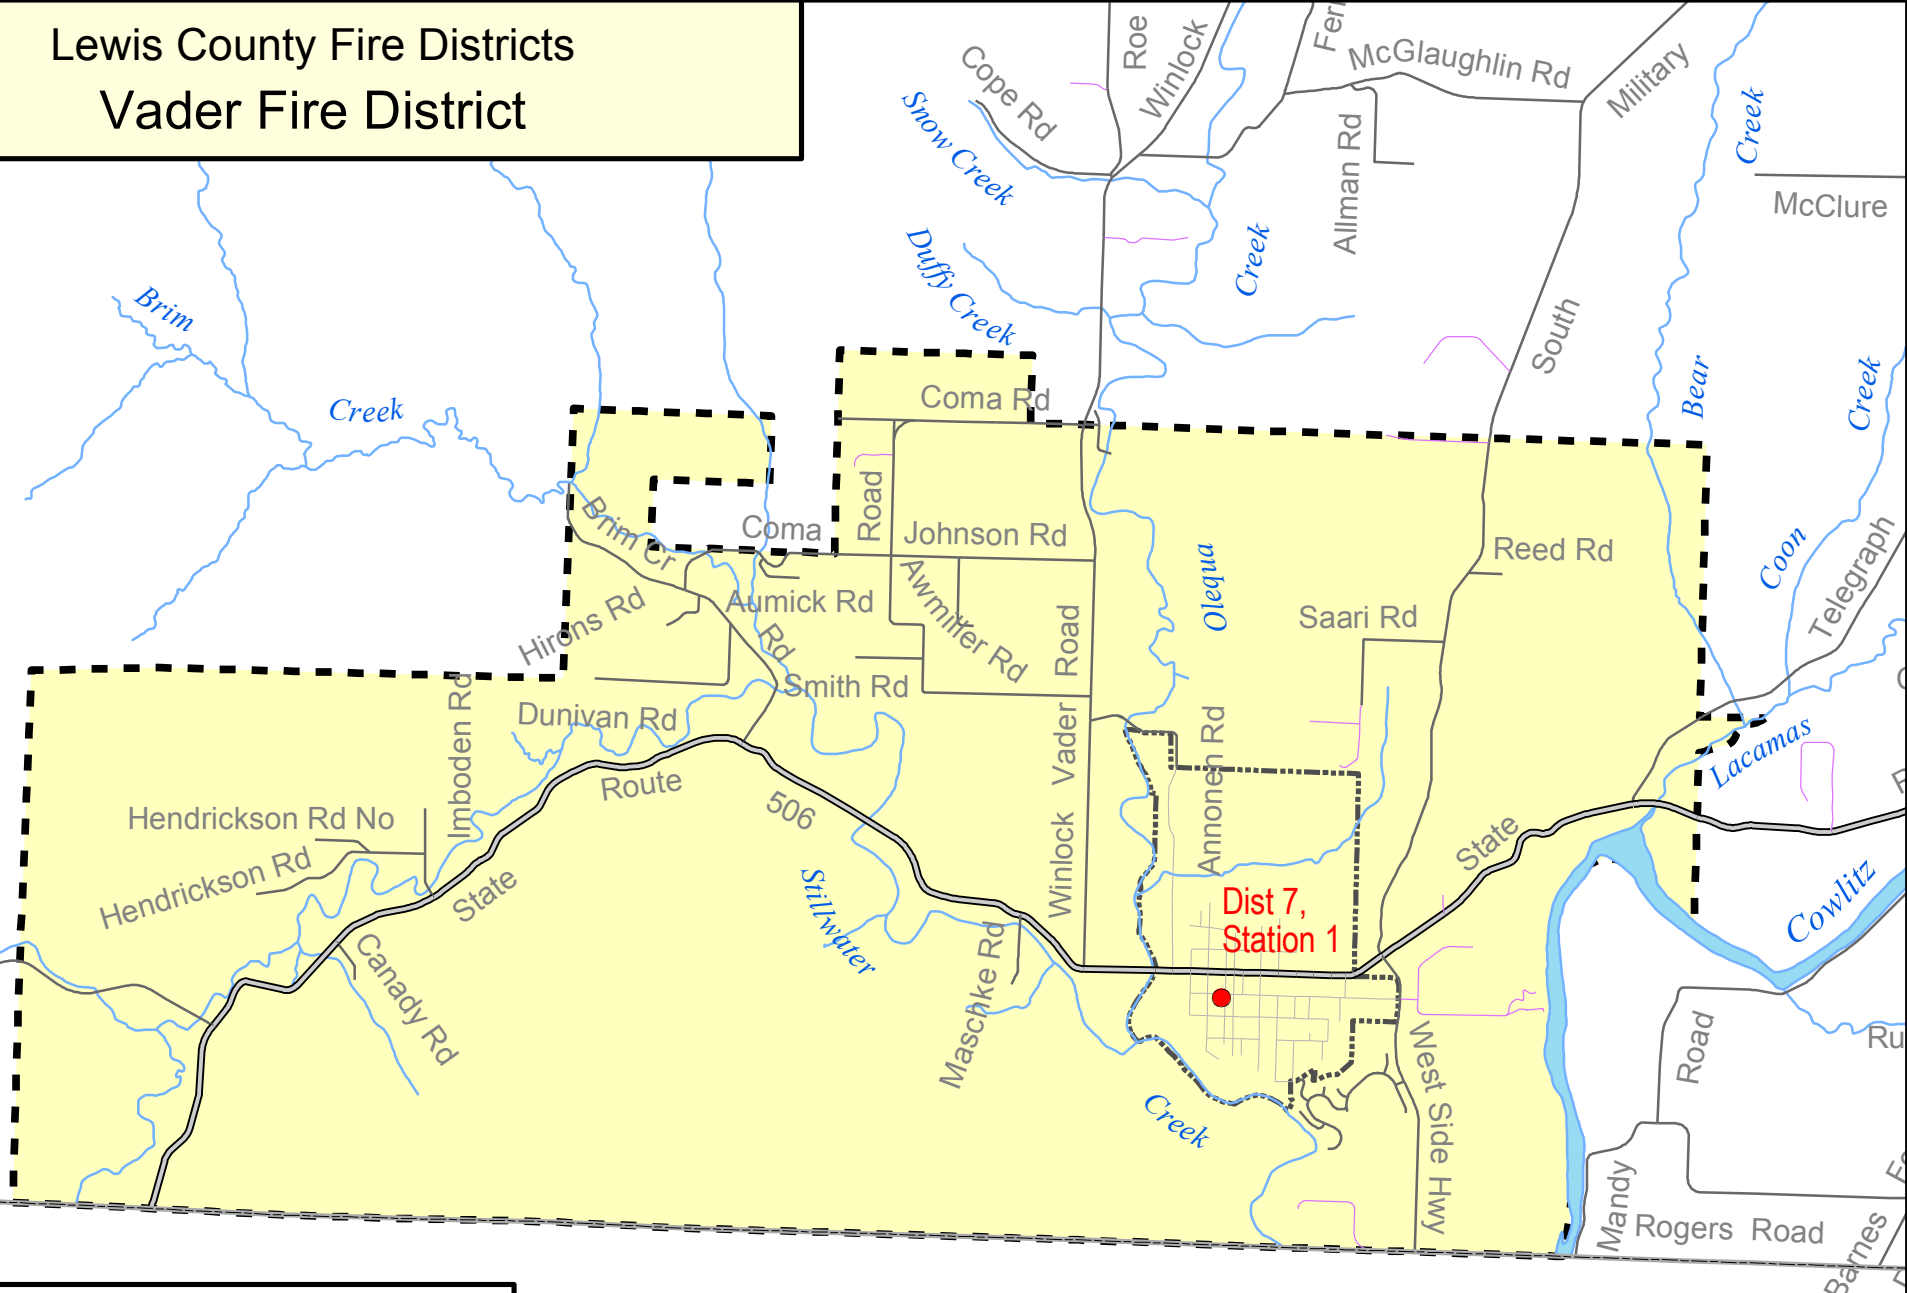 Lewis County Fire Districts
Vader Fire District
Roe
Winlock
McGlaughlin Rd
Military
Cope Rd
Snow Creek
Allman Rd
Creek
McClure
Duffy Creek
Creek
Brim
South
Creek
Bear
Creek
Coma Rd
Road
Coma
Johnson Rd
Brim Cr
Rd
Reed Rd
Coon
Telegraph
Olequa
Aumick Rd
Awmiller Rd
Hirons Rd
Saari Rd
Smith Rd
Winlock Vader Road
Dunivan Rd
Imboden Rd
Annonen Rd
Lacamas
Route
506
Hendrickson Rd No
Hendrickson Rd
State
State
Stillwater
Dist 7,
Station 1
Cowlitz
Canady Rd
Maschke Rd
West Side Hwy
Road
Ru
Creek
Mandy
Rogers Road
Barnes